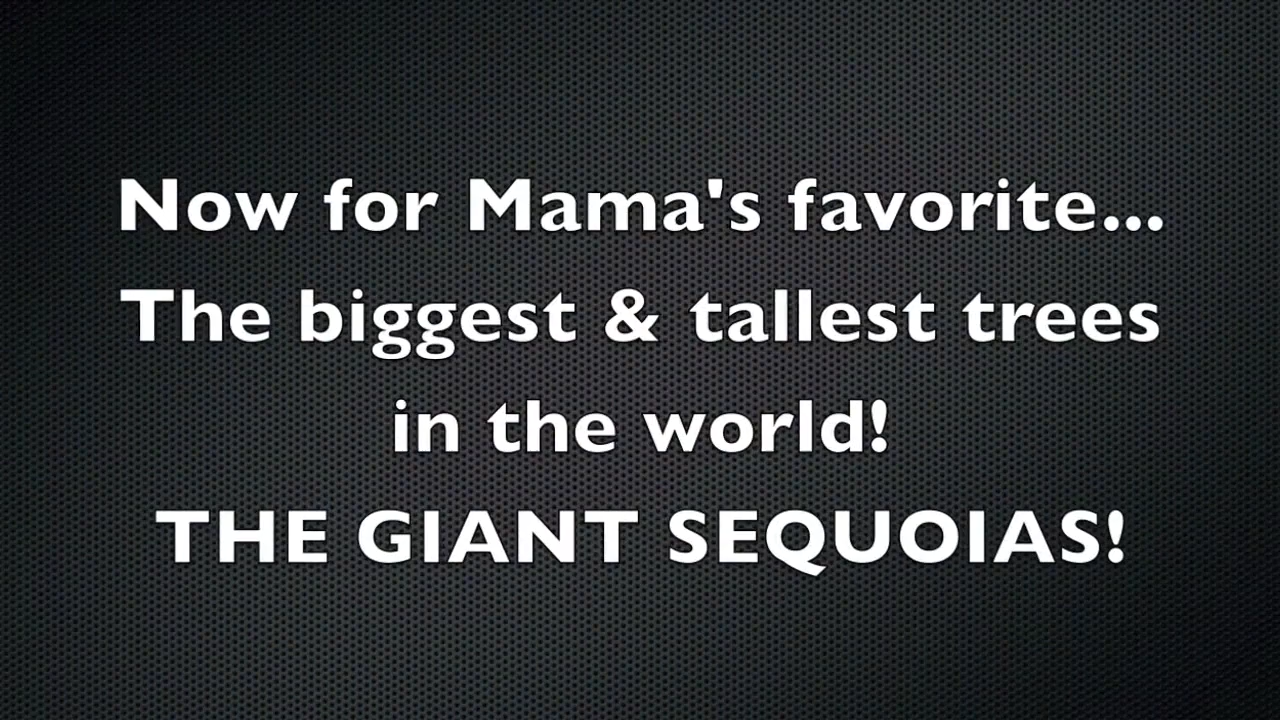 Now for Mama's favorite...
The biggest & tallest trees
in the world!
THE GIANT SEQUOIAS!